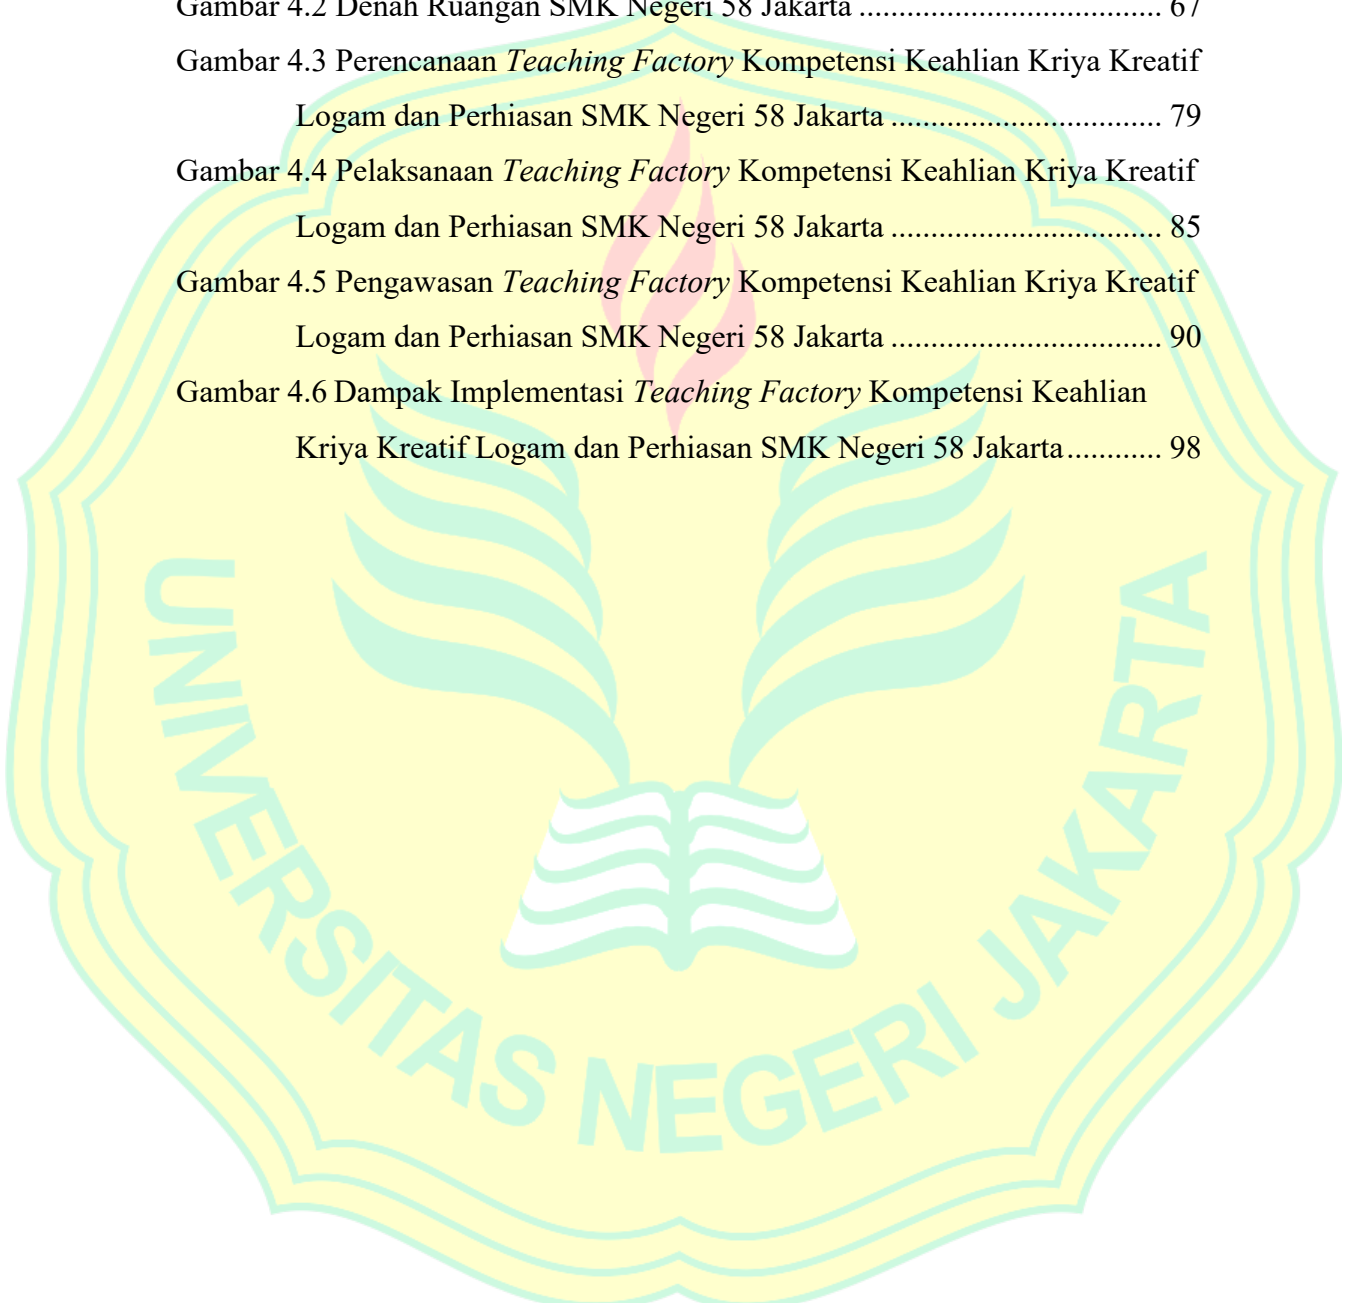 Gambar 4.2 Denah Ruangan SMK Negeri 58 Jakarta ...................................... 67
Gambar 4.3 Perencanaan Teaching Factory Kompetensi Keahlian Kriya Kreatif
Logam dan Perhiasan SMK Negeri 58 Jakarta .................................. 79
Gambar 4.4 Pelaksanaan Teaching Factory Kompetensi Keahlian Kriya Kreatif
Logam dan Perhiasan SMK Negeri 58 Jakarta .................................. 85
Gambar 4.5 Pengawasan Teaching Factory Kompetensi Keahlian Kriya Kreatif
Logam dan Perhiasan SMK Negeri 58 Jakarta .................................. 90
Gambar 4.6 Dampak Implementasi Teaching Factory Kompetensi Keahlian
Kriya Kreatif Logam dan Perhiasan SMK Negeri 58 Jakarta............ 98
UNIVERSITAS NEGERI JAKARTA